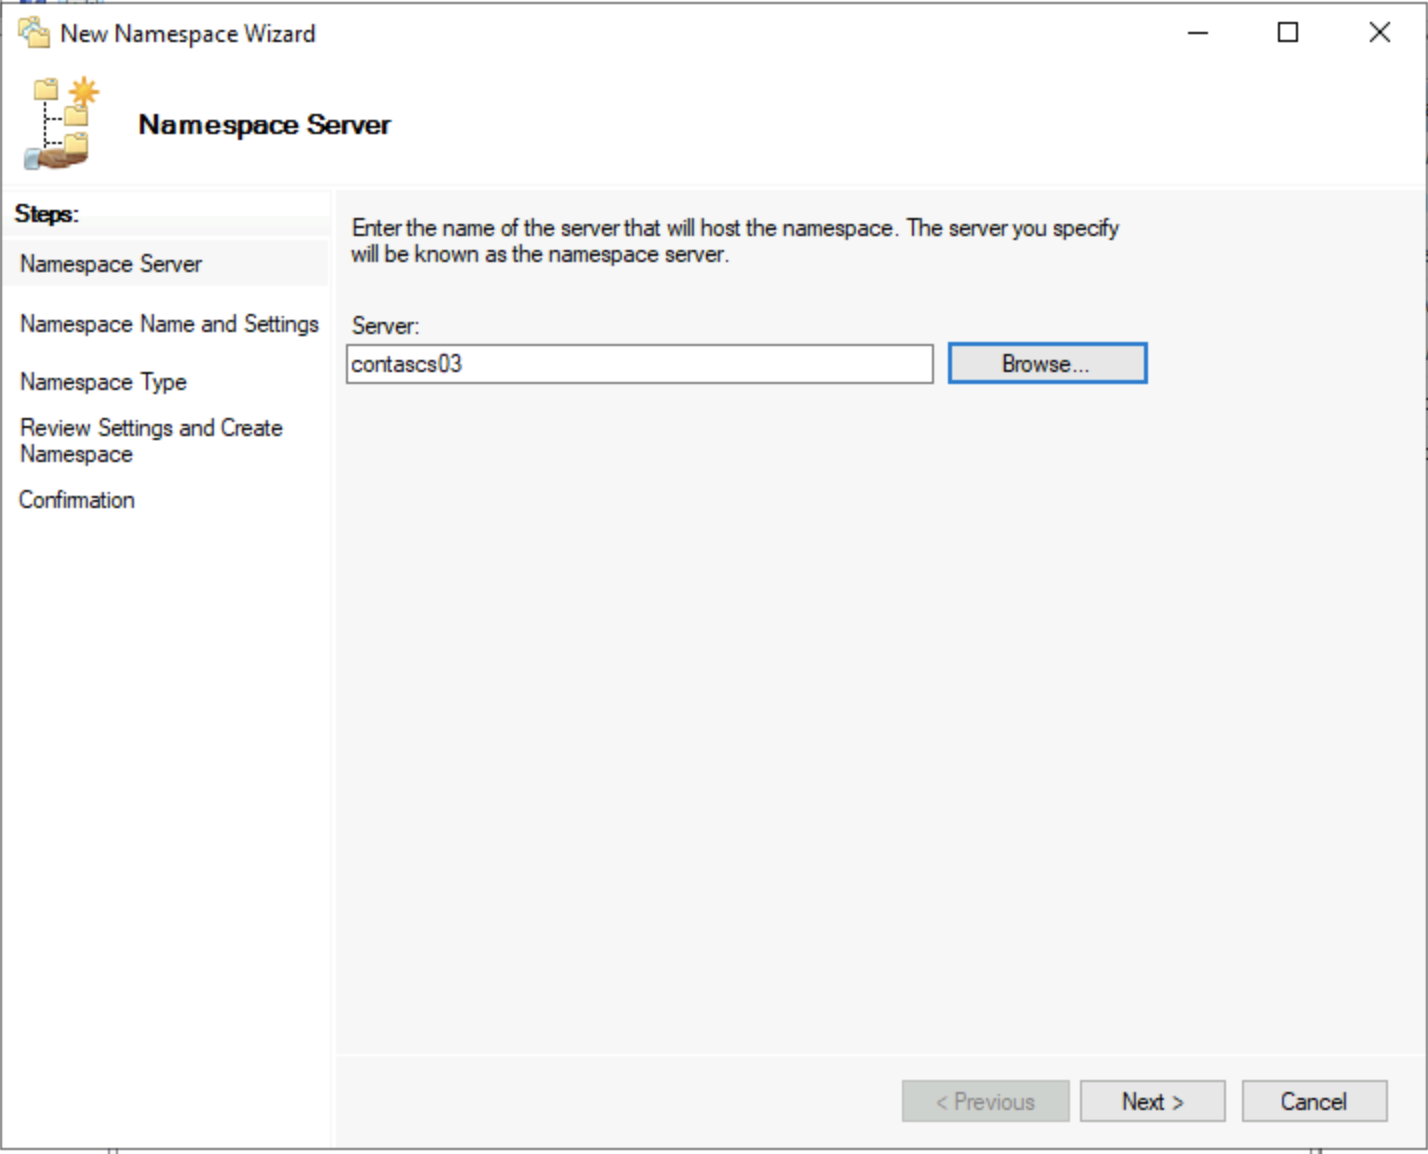 New Namespace Wizard
Namespace Server
Steps:
Namespace Server
Namespace Name and Settings
Namespace Type
Review Settings and Create
Namespace
Confirmation
Enter the name of the server that will host the namespace. The server you specify
will be known as the namespace server.
Server:
contascs03
Browse...
< Previous
Next >
Cancel